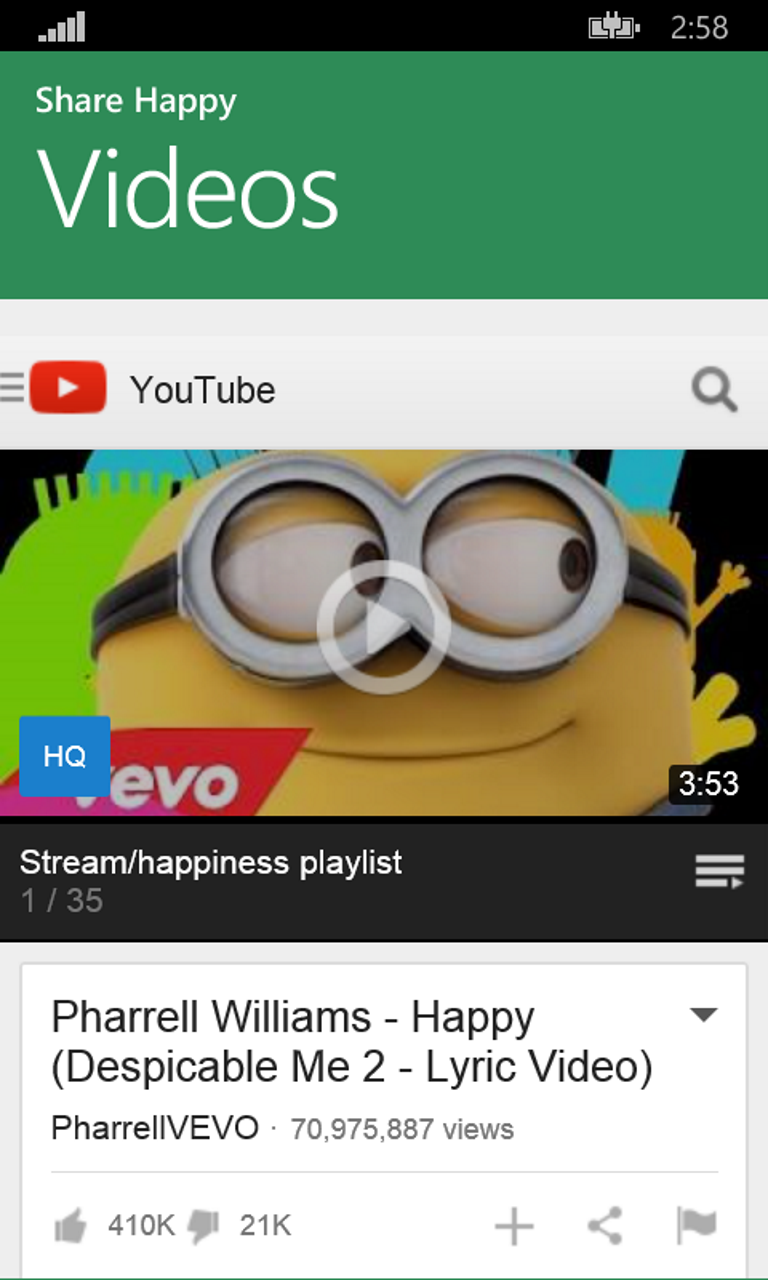 2:58
Share Happy
Videos
YouTube
HQ
vevo
3:53
Stream/happiness playlist
1 / 35
Pharrell Williams - Happy
(Despicable Me 2 - Lyric Video)
PharrellVEVO · 70,975,887 views
410K 21K